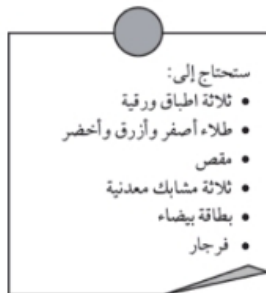 ستحتاج إلى:
• ثلاثة اطباق ورقية
• طلاء أصفر وأزرق وأخضر
• مقص
• ثلاثة مشابك معدنية
• بطاقة بيضاء
• فرجار